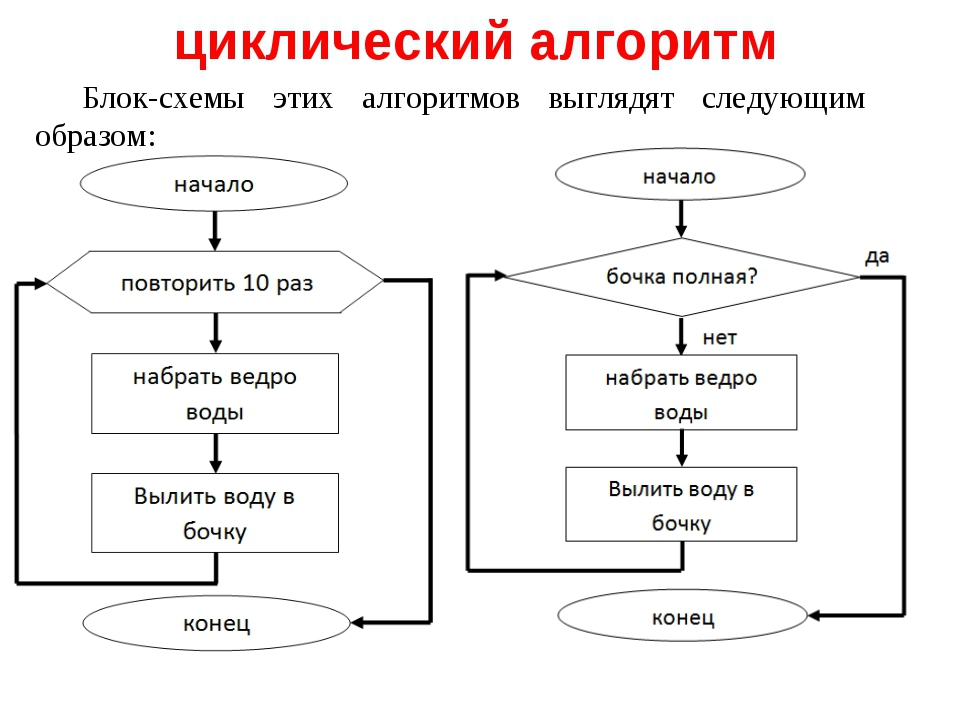 циклический алгоритм
Блок-схемы этих алгоритмов выглядят следующим
образом:
начало
повторить 10 раз
набрать ведро
воды
Вылить воду в
бочку
конец
начало
бочка полная?
да
нет
набрать ведро
воды
Вылить воду в
бочку
конец